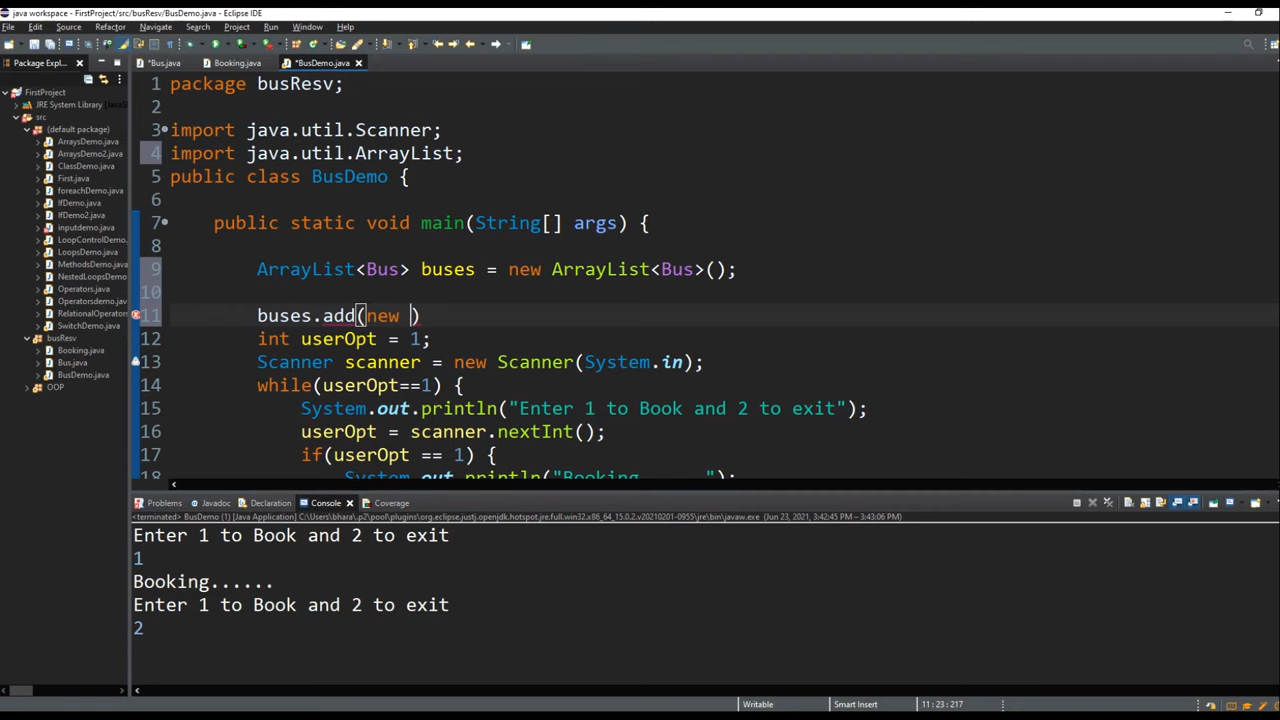 java workspace - FirstProject/src/busResv/BusDemo.java - Eclipse IDE
File Edit Source Refactor Navigate Search Project Run Window Help
Package Expl...
*Bus.java Booking.java *BusDemo.java
FirstProject
JRE System Library
src
(default package)
ArraysDemo.java
ArraysDemo2.java
ClassDemo.java
First.java
foreachDemo.java
IfDemo.java
IfDemo2.java
inputdemo.java
LoopControlDemo.
LoopsDemo.java
MethodsDemo.java
NestedLoopsDemo
Operators.java
Operatorsdemo.java
RelationalOperator
SwitchDemo.java
busResv
Booking.java
Bus.java
BusDemo.java
OOP
1 package busResv;
2
3 import java.util.Scanner;
4 import java.util.ArrayList;
5 public class BusDemo {
6
7 public static void main(String[] args) {
8
9 ArrayList<Bus> buses = new ArrayList<Bus>();
10
11 buses.add(new )
12 int userOpt = 1;
13 Scanner scanner = new Scanner(System.in);
14 while(userOpt==1) {
15 System.out.println("Enter 1 to Book and 2 to exit");
16 userOpt = scanner.nextInt();
17 if(userOpt == 1) {
18 System.out.println("Booking......");
Problems Javadoc Declaration Console Coverage
<terminated> BusDemo (1) [Java Application] C:\Users\bhara\.p2\pool\plugins\org.eclipse.justj.openjdk.hotspot.jre.full.win32.x86_64_15.0.2.v20210201-0955\jre\bin\javaw.exe (Jun 23, 2021, 3:42:45 PM – 3:43:06 PM)
Enter 1 to Book and 2 to exit
1
Booking......
Enter 1 to Book and 2 to exit
2
Writable Smart Insert 11 : 23 : 217